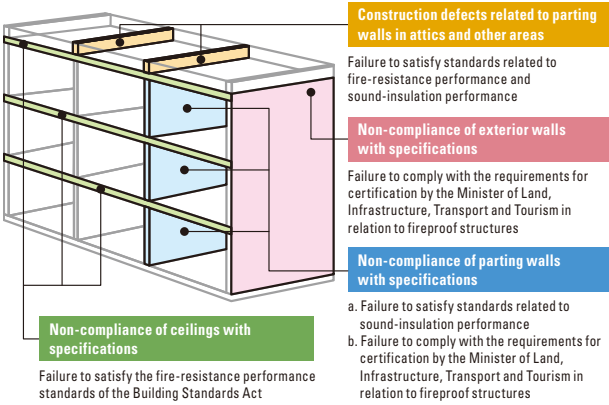 Construction defects related to parting
walls in attics and other areas
Failure to satisfy standards related to
fire-resistance performance and
sound-insulation performance
Non-compliance of exterior walls
with specifications
Failure to comply with the requirements for
certification by the Minister of Land,
Infrastructure, Transport and Tourism in
relation to fireproof structures
Non-compliance of parting walls
with specifications
a. Failure to satisfy standards related to
sound-insulation performance
b. Failure to comply with the requirements for
certification by the Minister of Land,
Infrastructure, Transport and Tourism in
relation to fireproof structures
Non-compliance of ceilings with
specifications
Failure to satisfy the fire-resistance performance
standards of the Building Standards Act